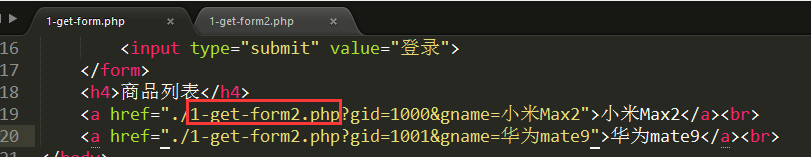 1-get-form.php × 1-get-form2.php ×
16 <input type="submit" value="登录">
17 </form>
18 <h4>商品列表</h4>
19 <a href="./1-get-form2.php?gid=1000&gname=小米Max2">小米Max2</a><br>
20 <a href="./1-get-form2.php?gid=1001&gname=华为mate9">华为mate9</a><br>
21 </body>